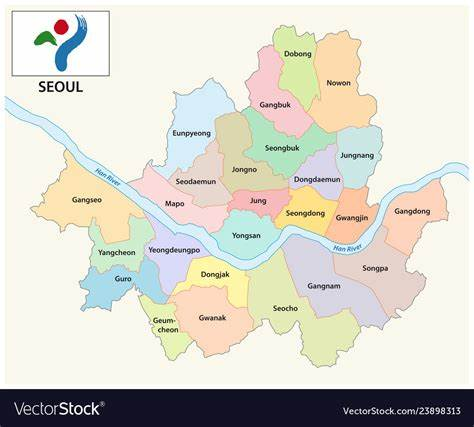 SEOUL
Dobong
Nowon
Gangbuk
Eunpyeong
Seongbuk
Jungnang
Jongno
Seodaemun
Dongdaemun
Han River
Gangseo
Mapo
Jung
Seongdong
Gwangjin
Gangdong
Yongsan
Han River
Yangcheon
Yeongdeungpo
Songpa
Guro
Dongjak
Gangnam
Geum-
cheon
Gwanak
Seocho
VectorStock®
VectorStock.com/23898313